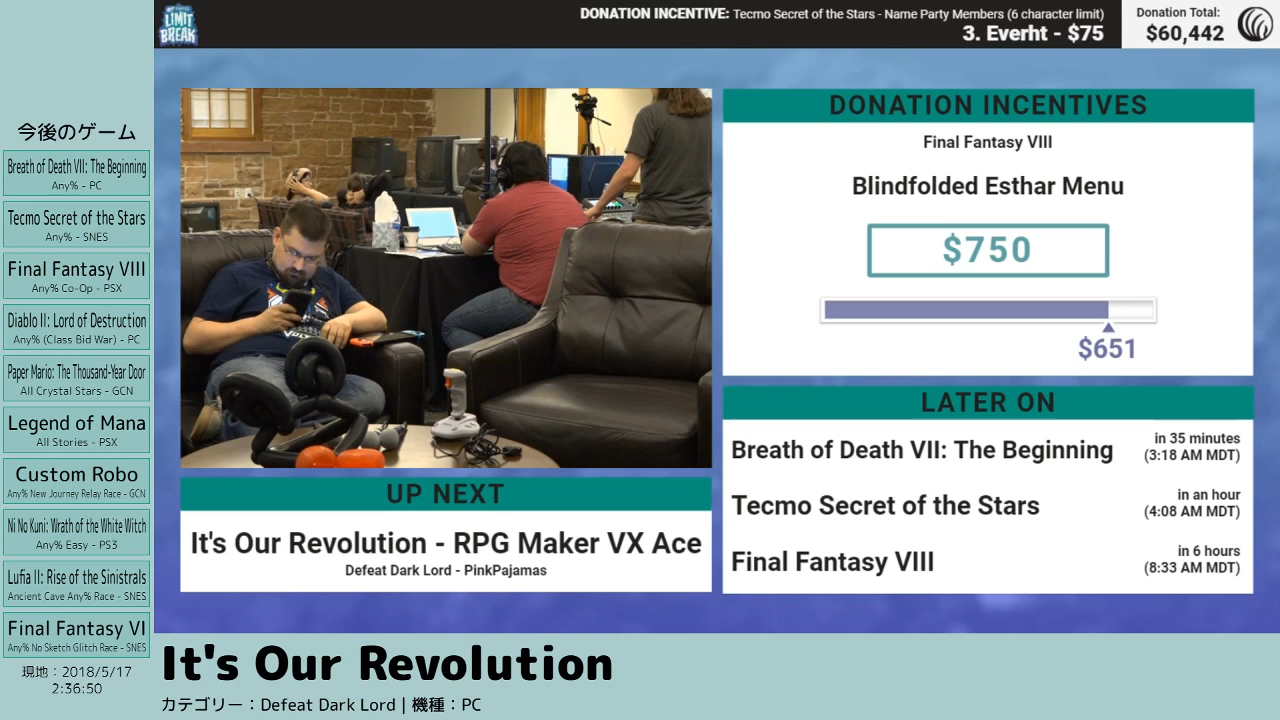 LIMIT
BREAK
DONATION INCENTIVE: Tecmo Secret of the Stars - Name Party Members (6 character limit)
3. Everht - $75
Donation Total:
$60,442
今後のゲーム
Breath of Death VII: The Beginning
Any% - PC
Tecmo Secret of the Stars
Any% - SNES
Final Fantasy VIII
Any% Co-Op - PSX
Diablo II: Lord of Destruction
Any% (Class Bid War) - PC
Paper Mario: The Thousand-Year Door
All Crystal Stars - GCN
Legend of Mana
All Stories - PSX
Custom Robo
Any% New Journey Relay Race - GCN
Ni No Kuni: Wrath of the White Witch
Any% Easy - PS3
Lufia II: Rise of the Sinistrals
Ancient Cave Any% Race - SNES
Final Fantasy VI
Any% No Sketch Glitch Race - SNES
現地：2018/5/17
2:36:50
DONATION INCENTIVES
Final Fantasy VIII
Blindfolded Esthar Menu
$750
$651
UP NEXT
It's Our Revolution - RPG Maker VX Ace
Defeat Dark Lord - PinkPajamas
LATER ON
Breath of Death VII: The Beginning
in 35 minutes
(3:18 AM MDT)
Tecmo Secret of the Stars
in an hour
(4:08 AM MDT)
Final Fantasy VIII
in 6 hours
(8:33 AM MDT)
It's Our Revolution
カテゴリー：Defeat Dark Lord | 機種：PC